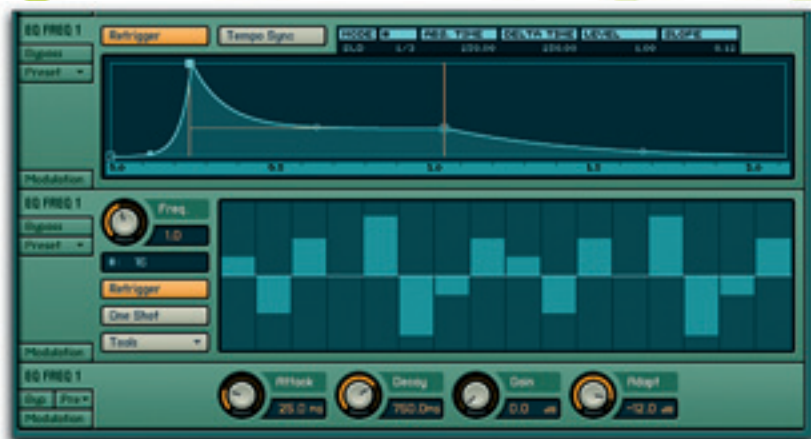 EQ FREQ 1
Retrigger
Tempo Sync
MODE
ABS. TIME
DELTA TIME
LEVEL
SLOPE
SLD
1/3
250.00
250.00
1.00
0.12
Bypass
Preset
Modulation
0.0 0.5 1.0 1.5 2.0
EQ FREQ 1
Bypass
Preset
Modulation
Freq.
1.0
16
Retrigger
One Shot
Tools
EQ FREQ 1
Byp
Pre
Modulation
Attack
25.0 ms
Decay
750.0ms
Gain
0.0 dB
Adapt
-12.0 dB